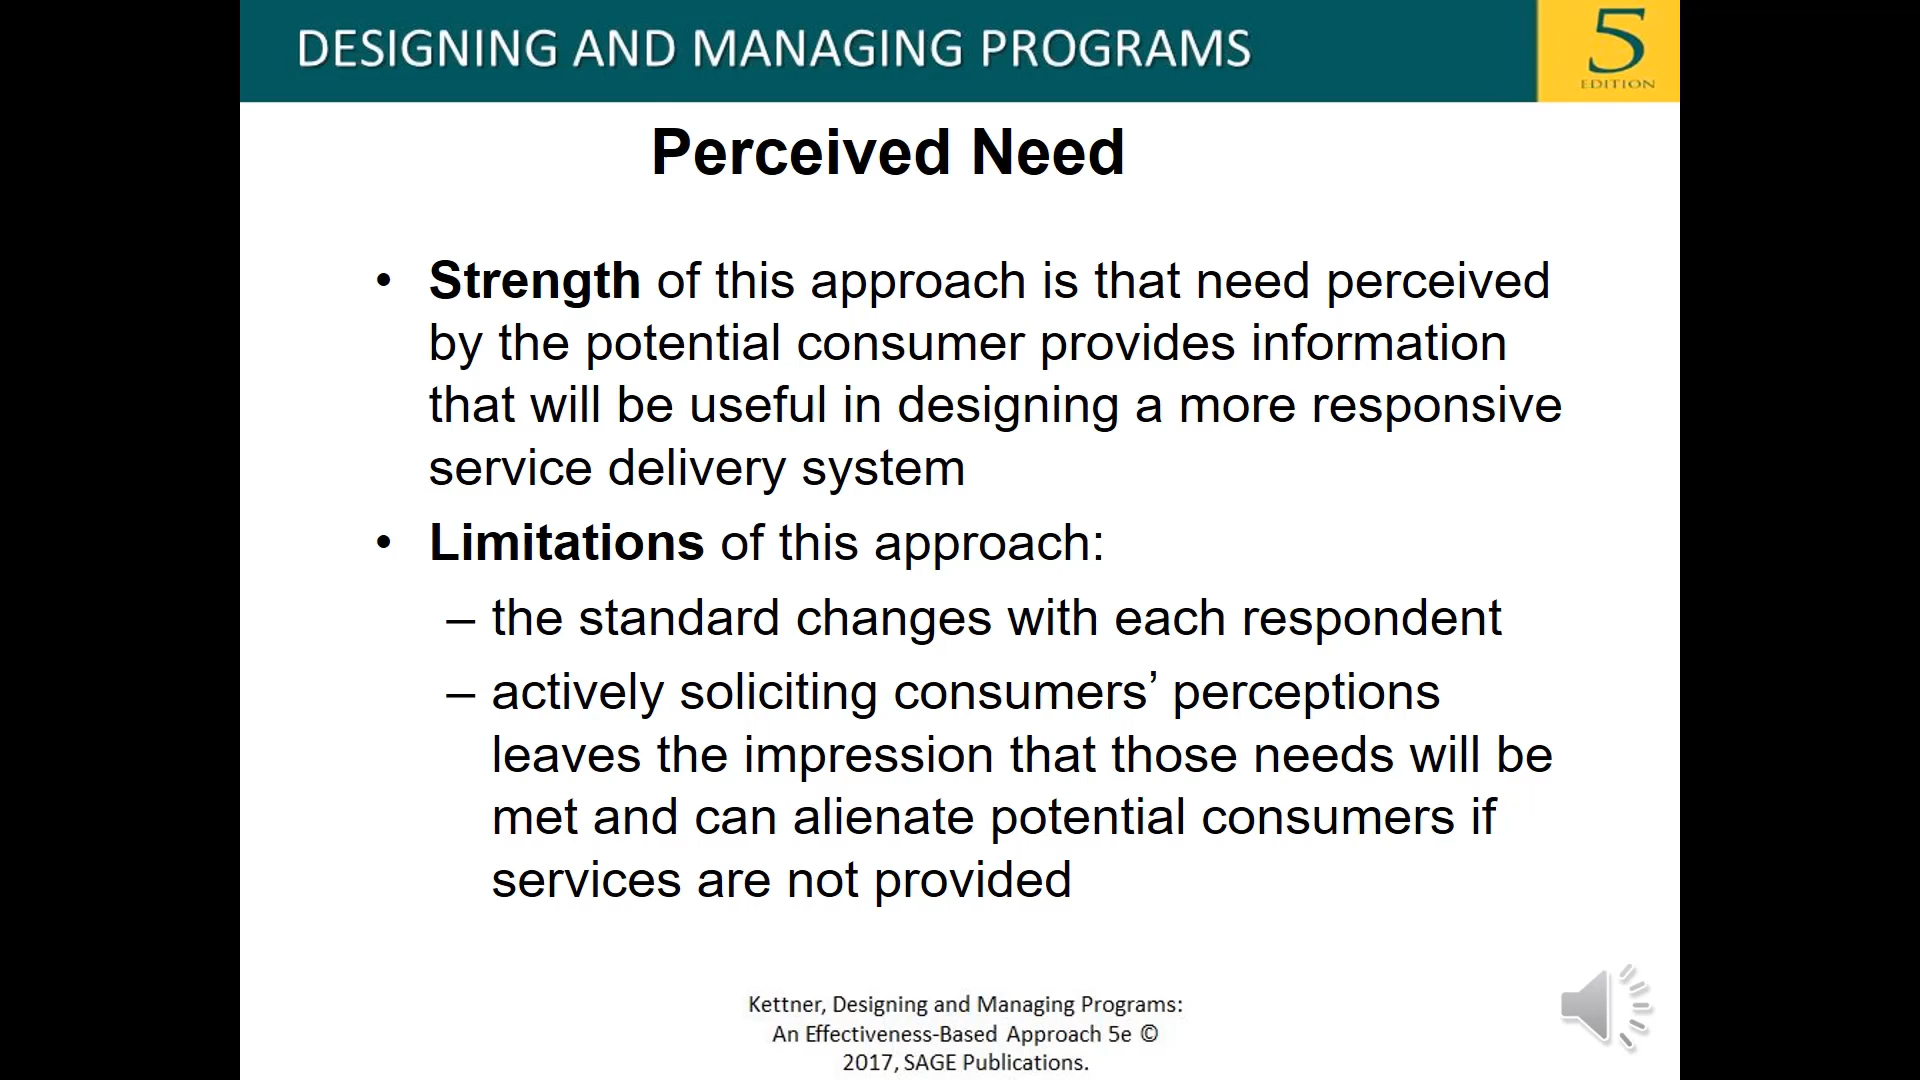 DESIGNING AND MANAGING PROGRAMS
5
EDITION
Perceived Need
• Strength of this approach is that need perceived
by the potential consumer provides information
that will be useful in designing a more responsive
service delivery system
• Limitations of this approach:
– the standard changes with each respondent
– actively soliciting consumers’ perceptions
leaves the impression that those needs will be
met and can alienate potential consumers if
services are not provided
Kettner, Designing and Managing Programs:
An Effectiveness-Based Approach 5e ©
2017, SAGE Publications.